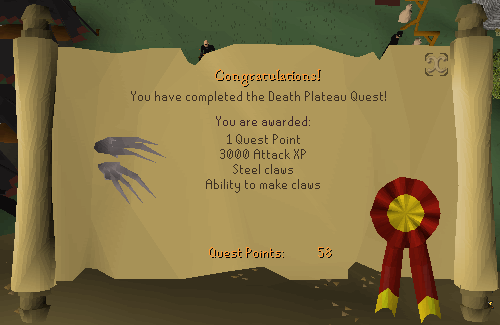 Congratulations!
You have completed the Death Plateau Quest!
You are awarded:
1 Quest Point
3000 Attack XP
Steel claws
Ability to make claws
Quest Points: 58